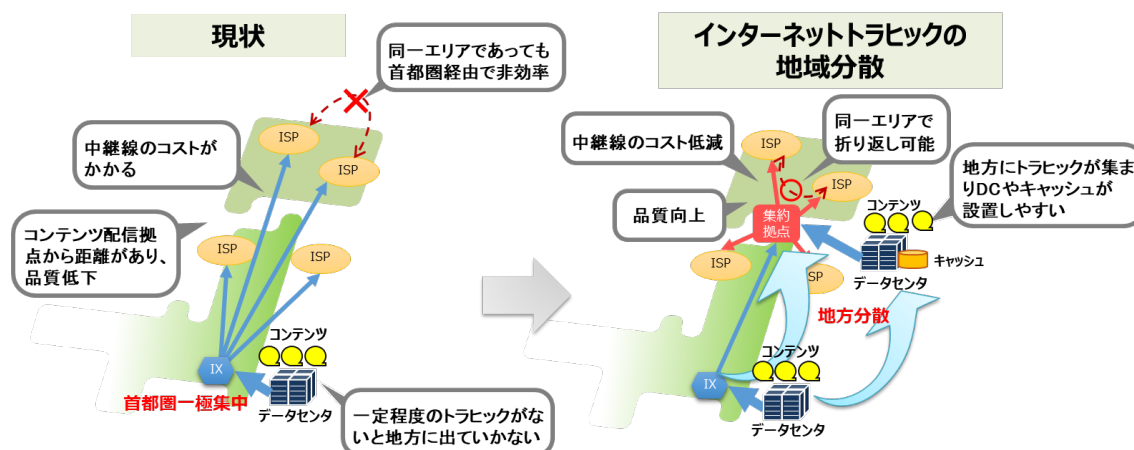 現状
同一エリアであっても
首都圏経由で非効率
ISP
中継線のコストが
かかる
ISP
コンテンツ配信拠
点から距離があり、
品質低下
ISP
ISP
コンテンツ
IX
首都圏一極集中
データセンタ
一定程度のトラヒックがな
いと地方に出ていかない
インターネットトラヒックの
地域分散
中継線のコスト低減
ISP
同一エリアで
折り返し可能
ISP
地方にトラヒックが集ま
りDCやキャッシュが
設置しやすい
品質向上
集約
拠点
コンテンツ
ISP
ISP
キャッシュ
データセンタ
地方分散
コンテンツ
IX
データセンタ